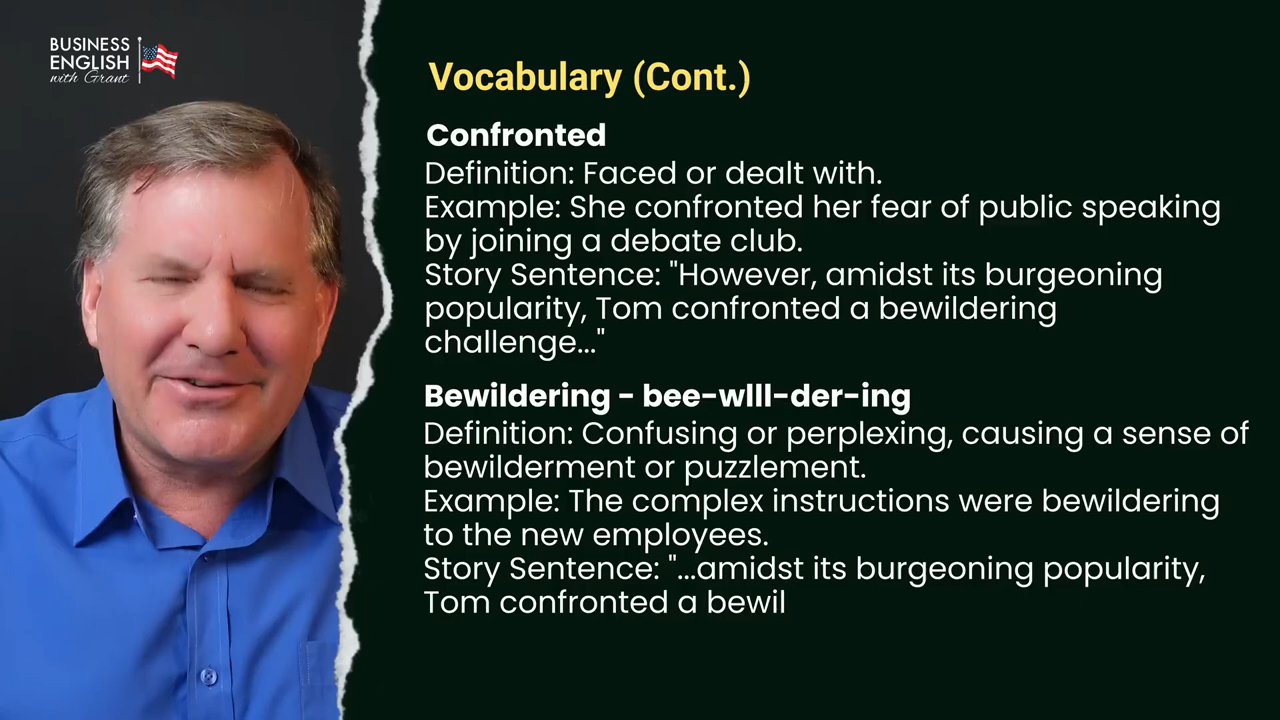 BUSINESS
ENGLISH
with Grant
Vocabulary (Cont.)
Confronted
Definition: Faced or dealt with.
Example: She confronted her fear of public speaking
by joining a debate club.
Story Sentence: "However, amidst its burgeoning
popularity, Tom confronted a bewildering
challenge..."
Bewildering - bee-wIll-der-ing
Definition: Confusing or perplexing, causing a sense of
bewilderment or puzzlement.
Example: The complex instructions were bewildering
to the new employees.
Story Sentence: "...amidst its burgeoning popularity,
Tom confronted a bewil